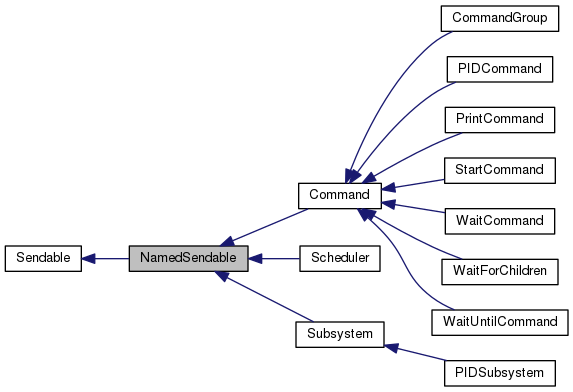 CommandGroup
PIDCommand
PrintCommand
StartCommand
Command
WaitCommand
Sendable
NamedSendable
Scheduler
WaitForChildren
WaitUntilCommand
Subsystem
PIDSubsystem